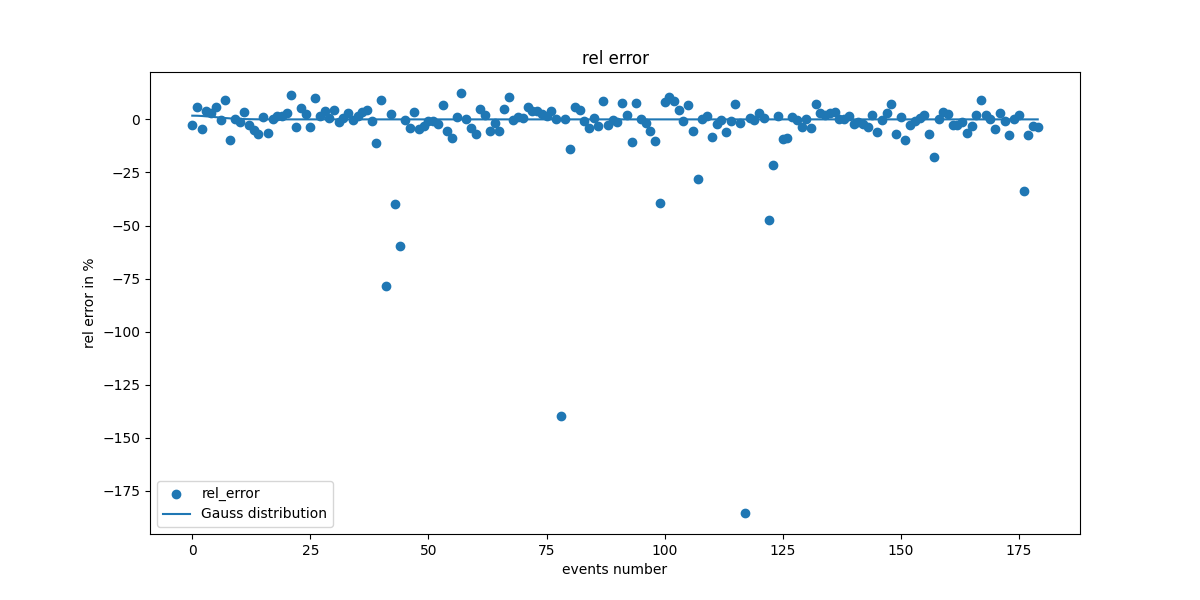 rel error
0
−25
−50
−75
−100
−125
−150
−175
rel error in %
rel_error
Gauss distribution
0 25 50 75 100 125 150 175
events number